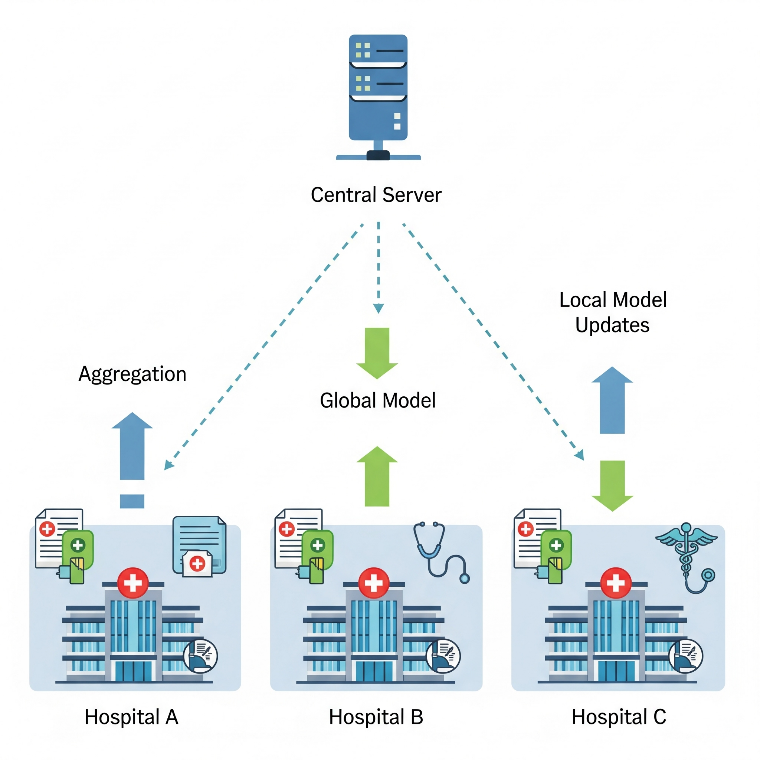 Central Server
Local Model
Updates
Aggregation
Global Model
Hospital A
Hospital B
Hospital C